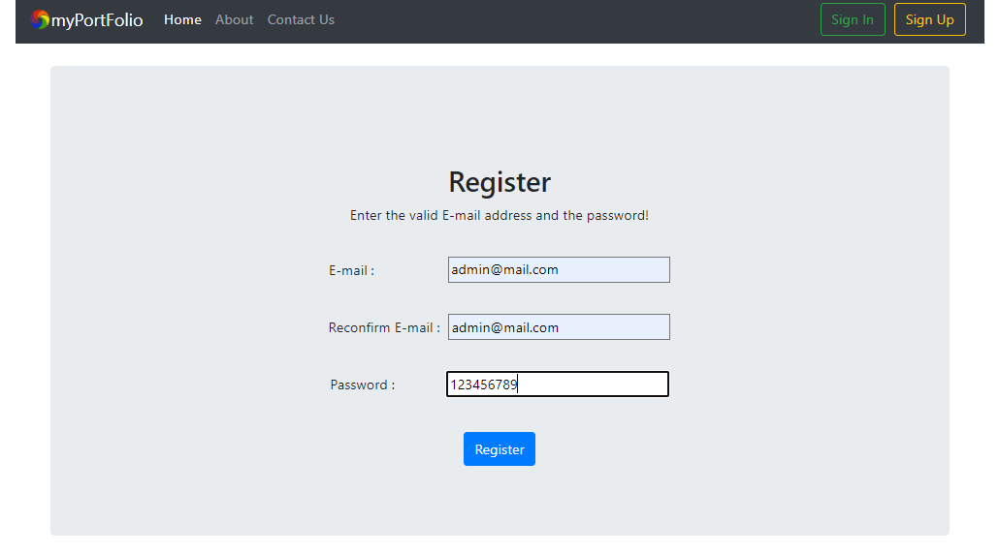 myPortFolio Home About Contact Us Sign In Sign Up
Register
Enter the valid E-mail address and the password!
E-mail : admin@mail.com
Reconfirm E-mail : admin@mail.com
Password : 123456789
Register